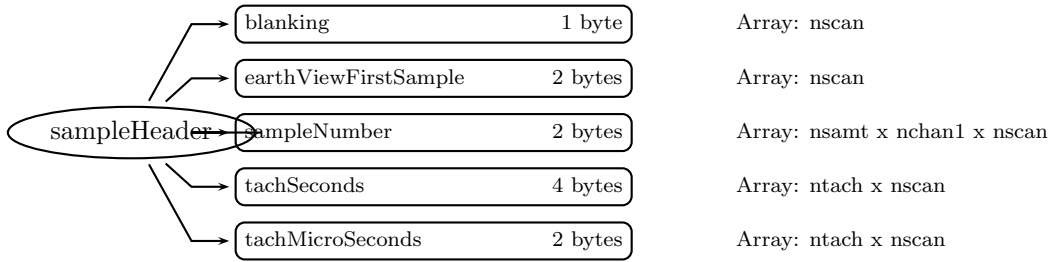 blanking 1 byte Array: nscan
earthViewFirstSample 2 bytes Array: nscan
sampleHeader sampleNumber 2 bytes Array: nsamt x nchan1 x nscan
tachSeconds 4 bytes Array: ntach x nscan
tachMicroSeconds 2 bytes Array: ntach x nscan